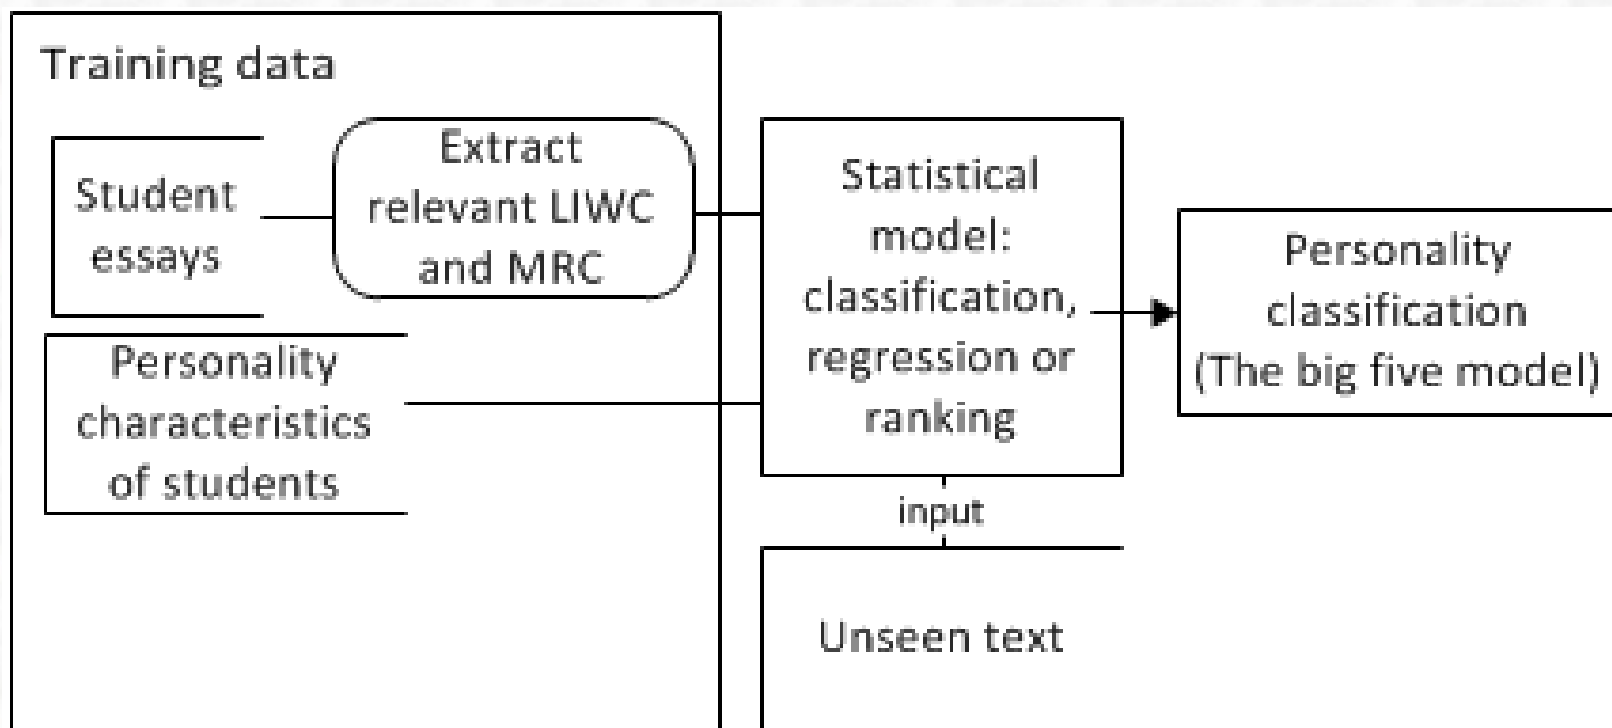 Training data
Student
essays
Extract
relevant LIWC
and MRC
Personality
characteristics
of students
Statistical
model:
classification,
regression or
ranking
Personality
classification
(The big five model)
input
Unseen text